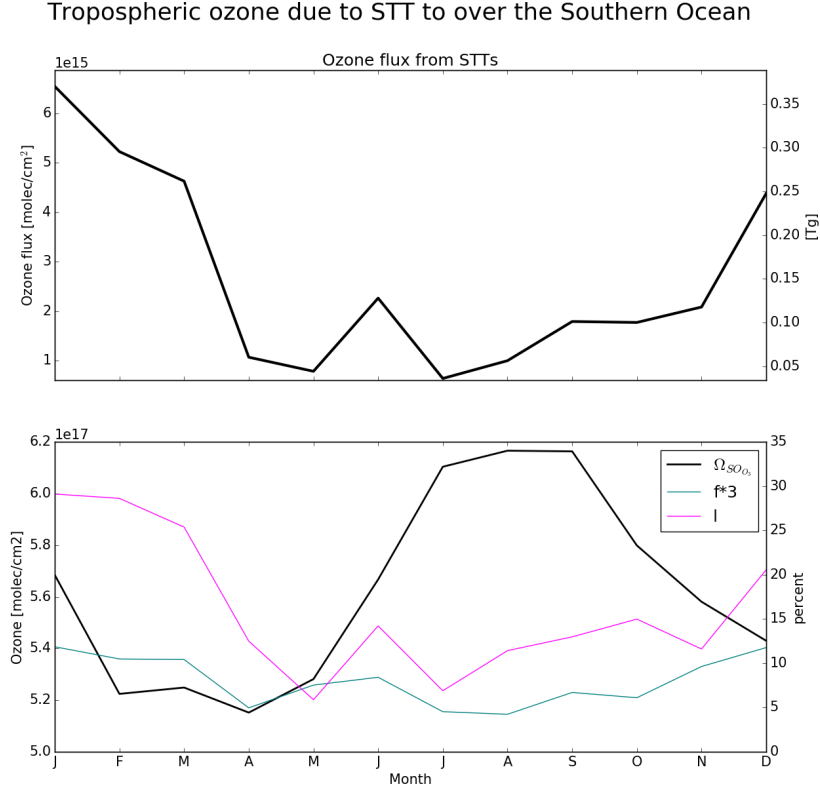 Tropospheric ozone due to STT to over the Southern Ocean
1e15
Ozone flux from STTs
6
5
4
3
2
1
Ozone flux [molec/cm²]
0.35
0.30
0.25
0.20
0.15
0.10
0.05
[Tg]
1e17
6.2
6.0
5.8
5.6
5.4
5.2
5.0
Ozone [molec/cm2]
Ω_{SO_{O_3}}
f*3
l
35
30
25
20
15
10
5
0
percent
J F M A M J J A S O N D
Month